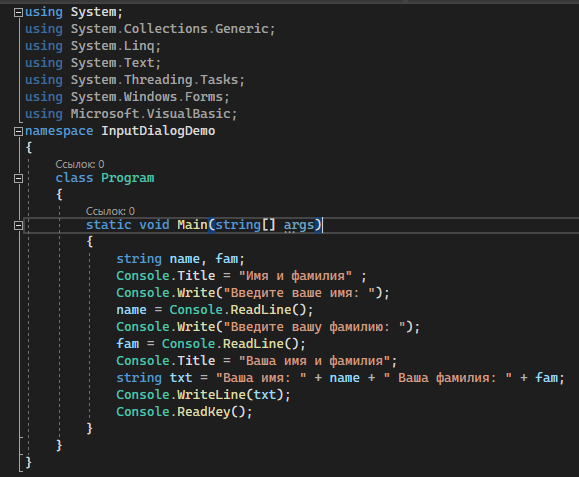 using System;
using System.Collections.Generic;
using System.Linq;
using System.Text;
using System.Threading.Tasks;
using System.Windows.Forms;
using Microsoft.VisualBasic;
namespace InputDialogDemo
{
Ссылок: 0
class Program
{
Ссылок: 0
static void Main(string[] args)
{
string name, fam;
Console.Title = "Имя и фамилия" ;
Console.Write("Введите ваше имя: ");
name = Console.ReadLine();
Console.Write("Введите вашу фамилию: ");
fam = Console.ReadLine();
Console.Title = "Ваша имя и фамилия";
string txt = "Ваша имя: " + name + " Ваша фамилия: " + fam;
Console.WriteLine(txt);
Console.ReadKey();
}
}
}